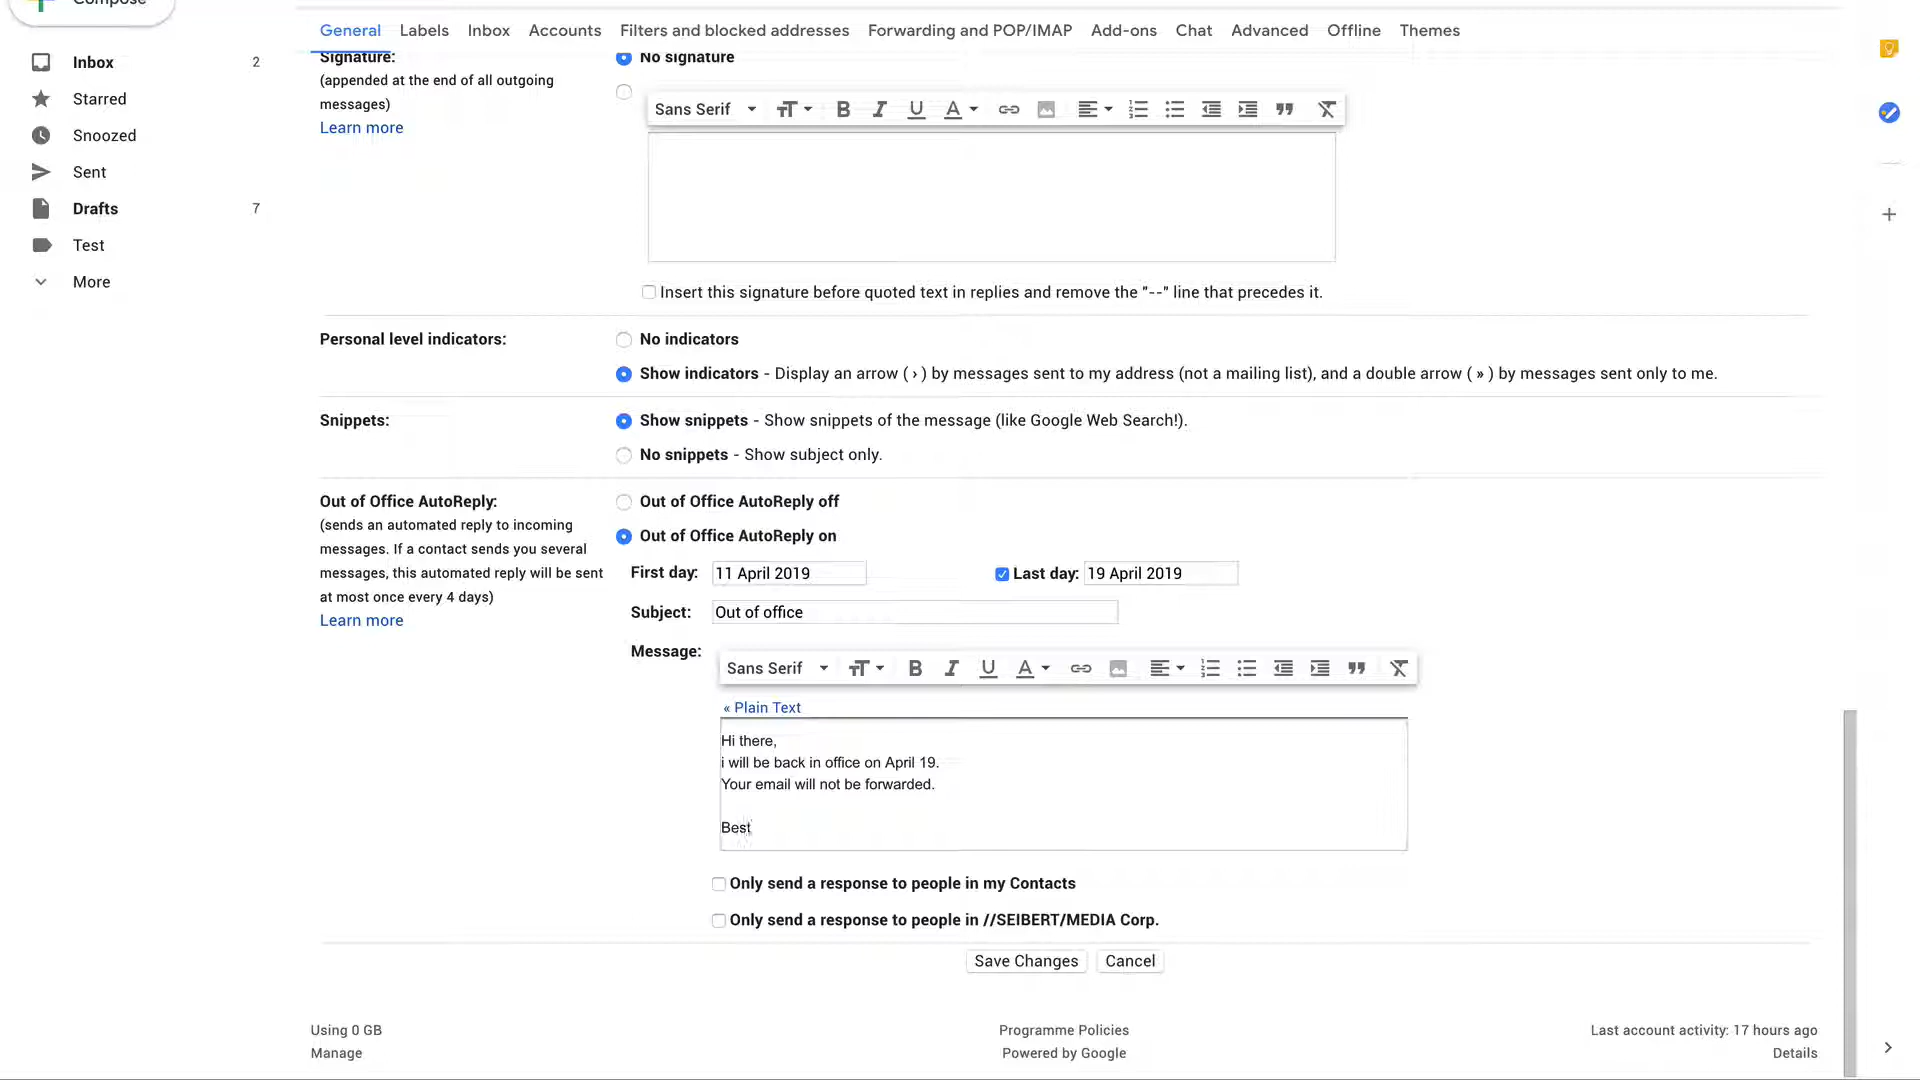 Compose
General Labels Inbox Accounts Filters and blocked addresses Forwarding and POP/IMAP Add-ons Chat Advanced Offline Themes
Inbox 2
Starred
Snoozed
Sent
Drafts 7
Test
More
Signature:
(appended at the end of all outgoing
messages)
Learn more
No signature
Sans Serif
Insert this signature before quoted text in replies and remove the "--" line that precedes it.
Personal level indicators:
No indicators
Show indicators - Display an arrow ( › ) by messages sent to my address (not a mailing list), and a double arrow ( » ) by messages sent only to me.
Snippets:
Show snippets - Show snippets of the message (like Google Web Search!).
No snippets - Show subject only.
Out of Office AutoReply:
(sends an automated reply to incoming
messages. If a contact sends you several
messages, this automated reply will be sent
at most once every 4 days)
Learn more
Out of Office AutoReply off
Out of Office AutoReply on
First day: 11 April 2019 Last day: 19 April 2019
Subject: Out of office
Message:
Sans Serif
« Plain Text
Hi there,
i will be back in office on April 19.
Your email will not be forwarded.
Best
Only send a response to people in my Contacts
Only send a response to people in //SEIBERT/MEDIA Corp.
Save Changes Cancel
Using 0 GB
Manage
Programme Policies
Powered by Google
Last account activity: 17 hours ago
Details